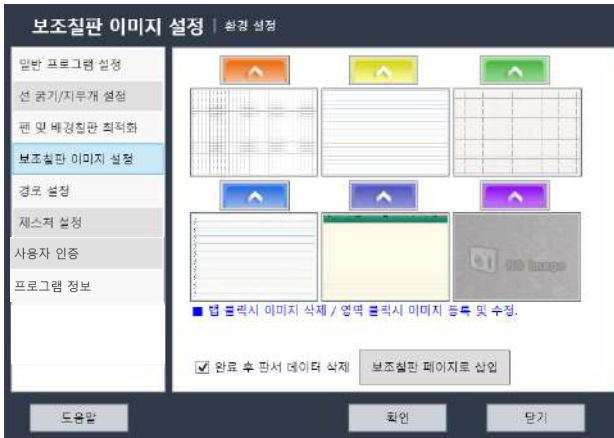 보조칠판 이미지 설정 | 환경 설정
일반 프로그램 설정
선 굵기/지우개 설정
펜 및 배경칠판 최적화
보조칠판 이미지 설정
경로 설정
제스처 설정
사용자 인증
프로그램 정보
NO Image
■ 탭 클릭시 이미지 삭제 / 영역 클릭시 이미지 등록 및 수정.
완료 후 판서 데이터 삭제
보조칠판 페이지로 삽입
도움말
확인
닫기